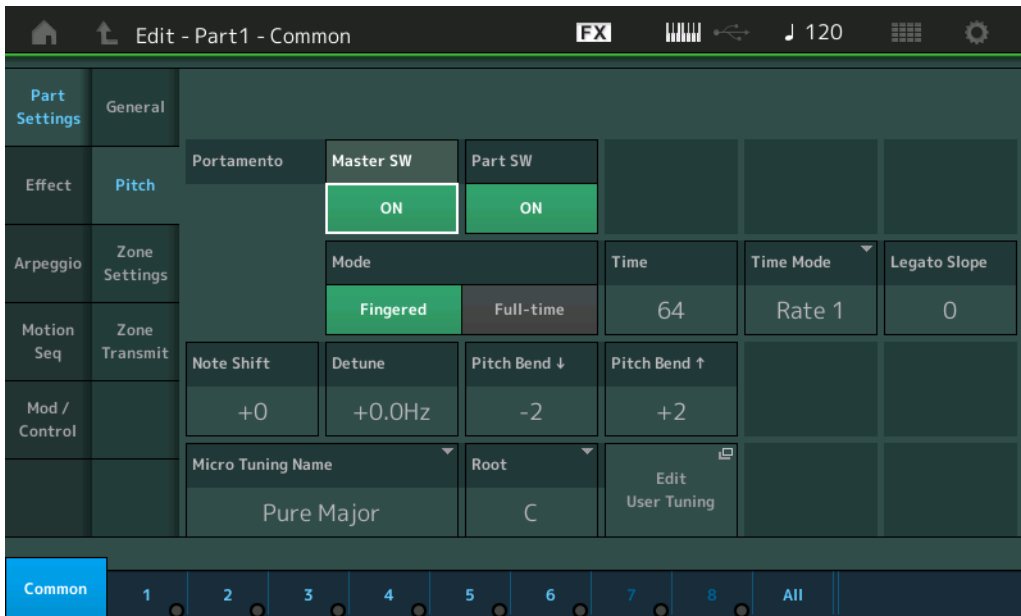 Edit - Part1 - Common FX ♩ 120
Part Settings
General
Effect
Pitch
Arpeggio
Zone Settings
Motion Seq
Zone Transmit
Mod / Control
Portamento Master SW Part SW
ON ON
Mode Time Time Mode Legato Slope
Fingered Full-time 64 Rate 1 0
Note Shift Detune Pitch Bend ↓ Pitch Bend ↑
+0 +0.0Hz -2 +2
Micro Tuning Name Root Edit User Tuning
Pure Major C
Common 1 2 3 4 5 6 7 8 All